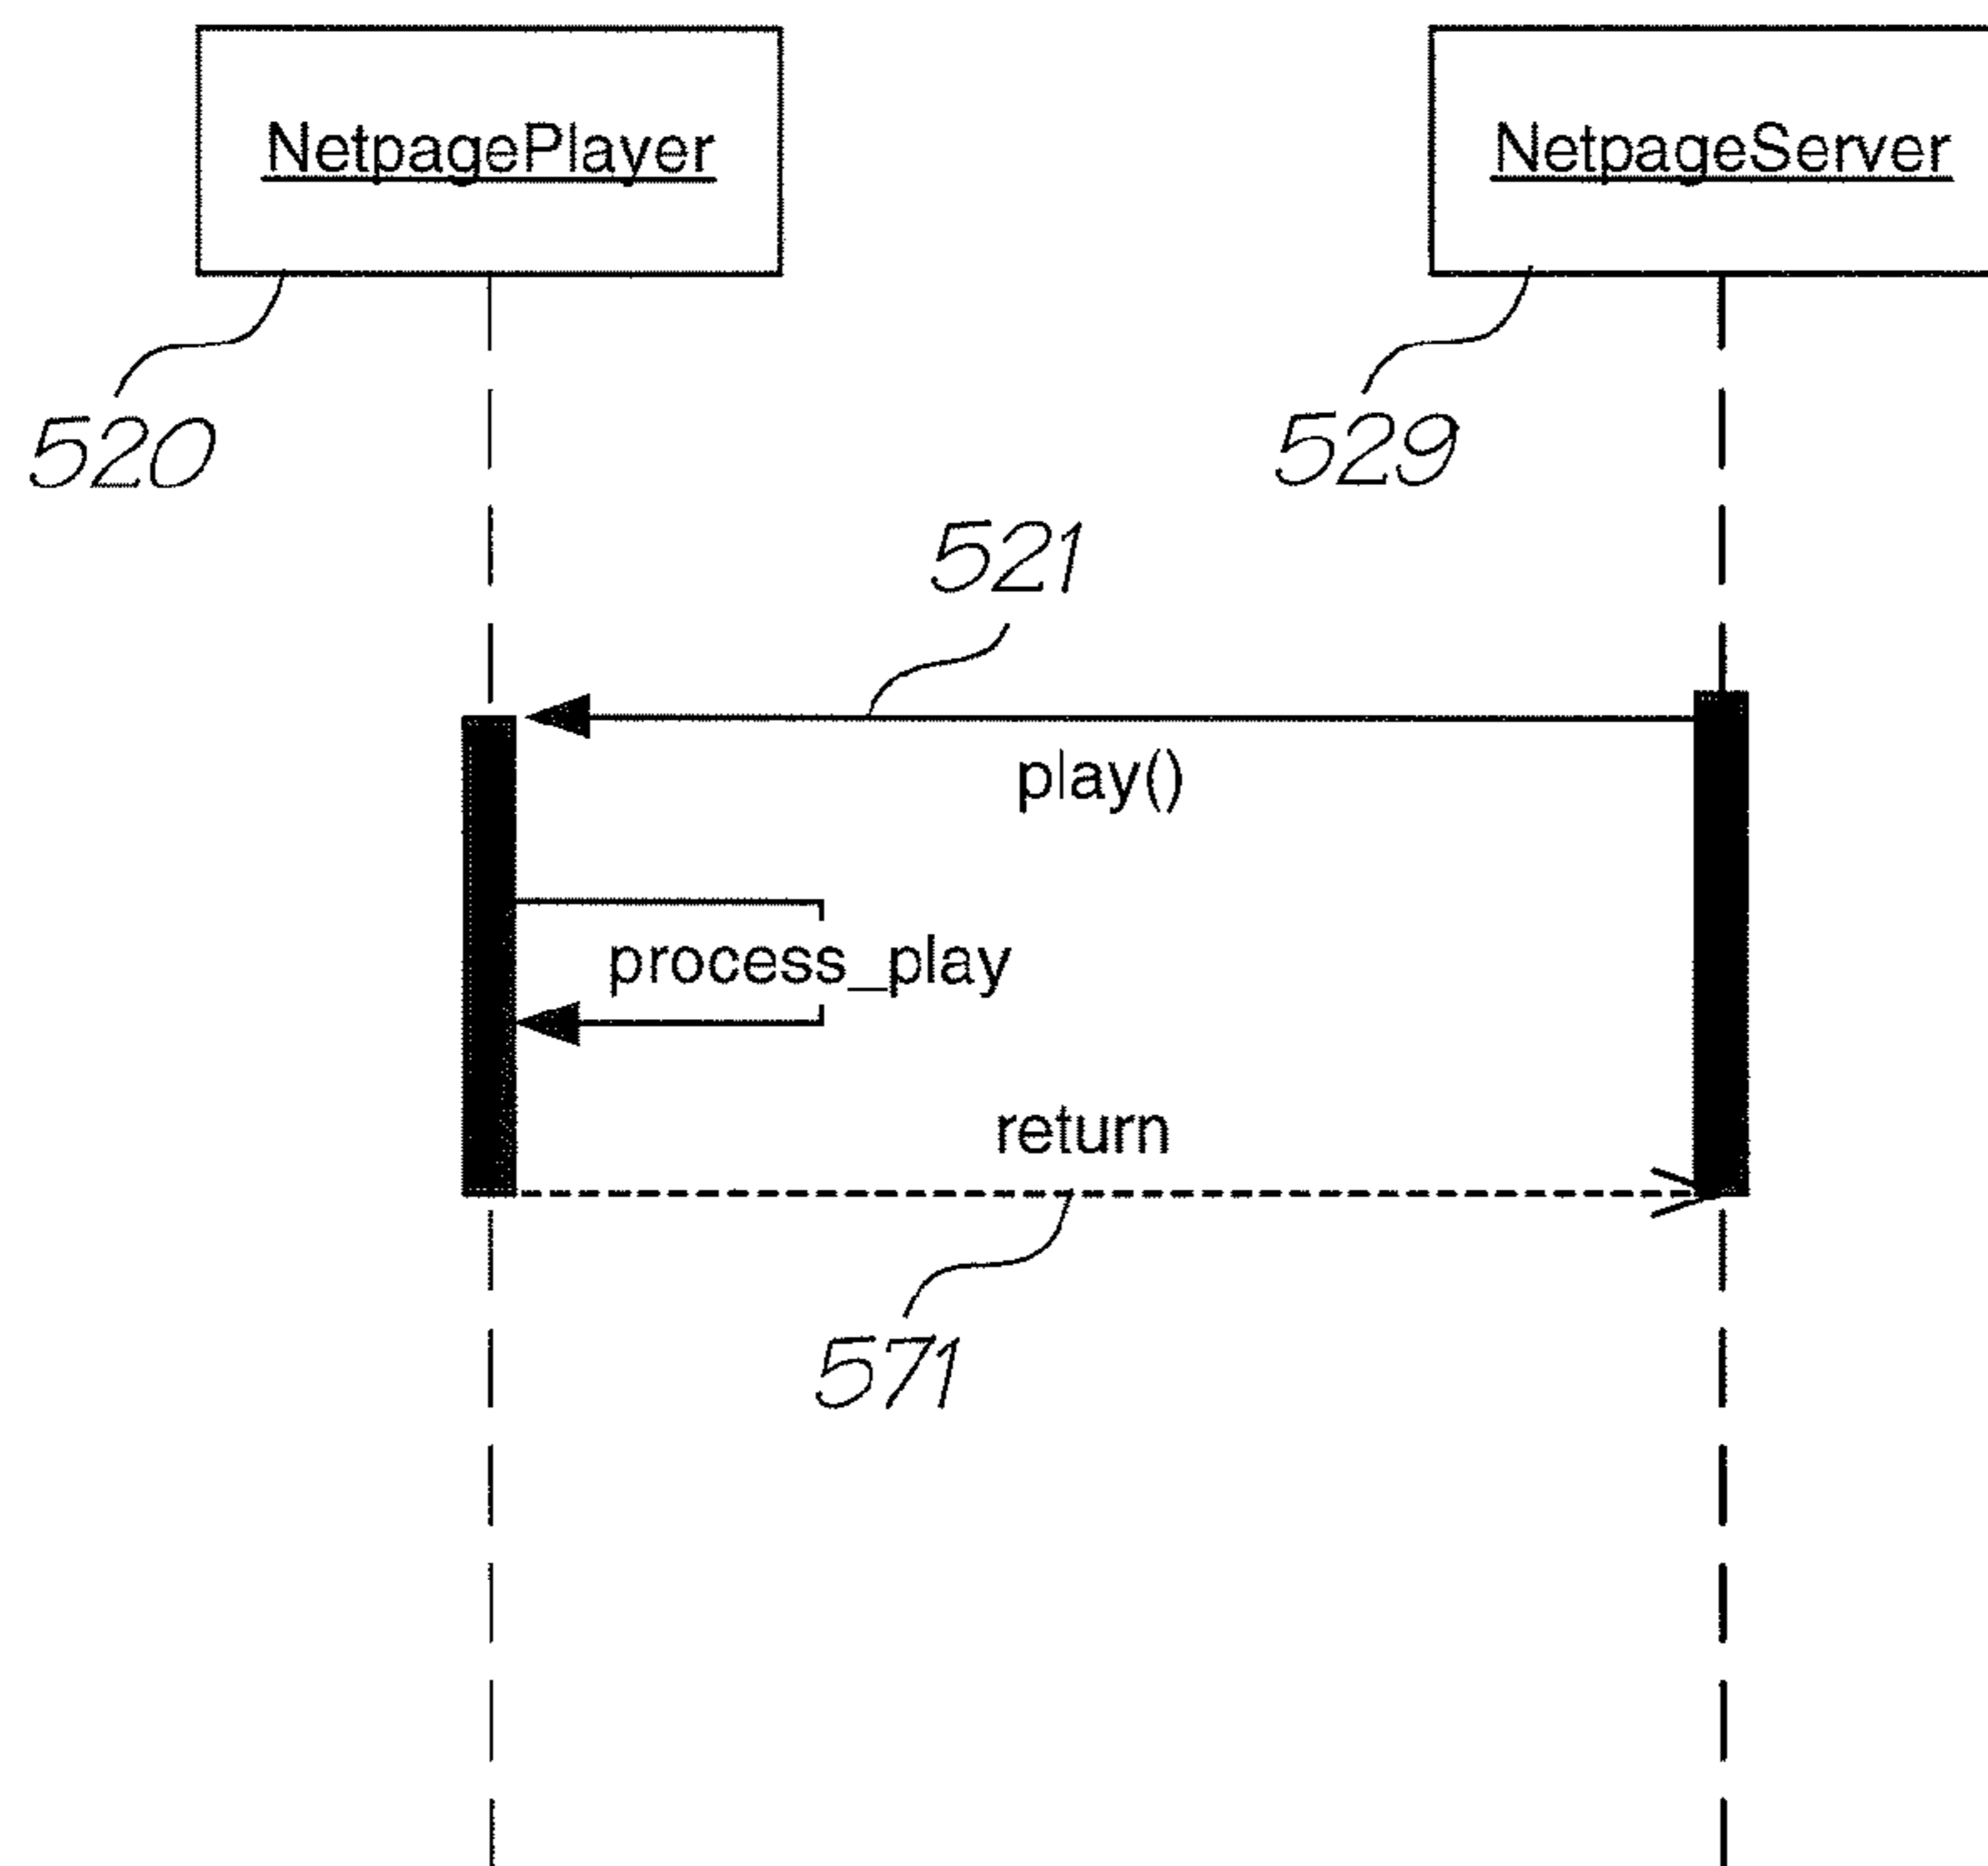 NetpagePlayer
NetpageServer
520
529
521
play()
process_play
return
571